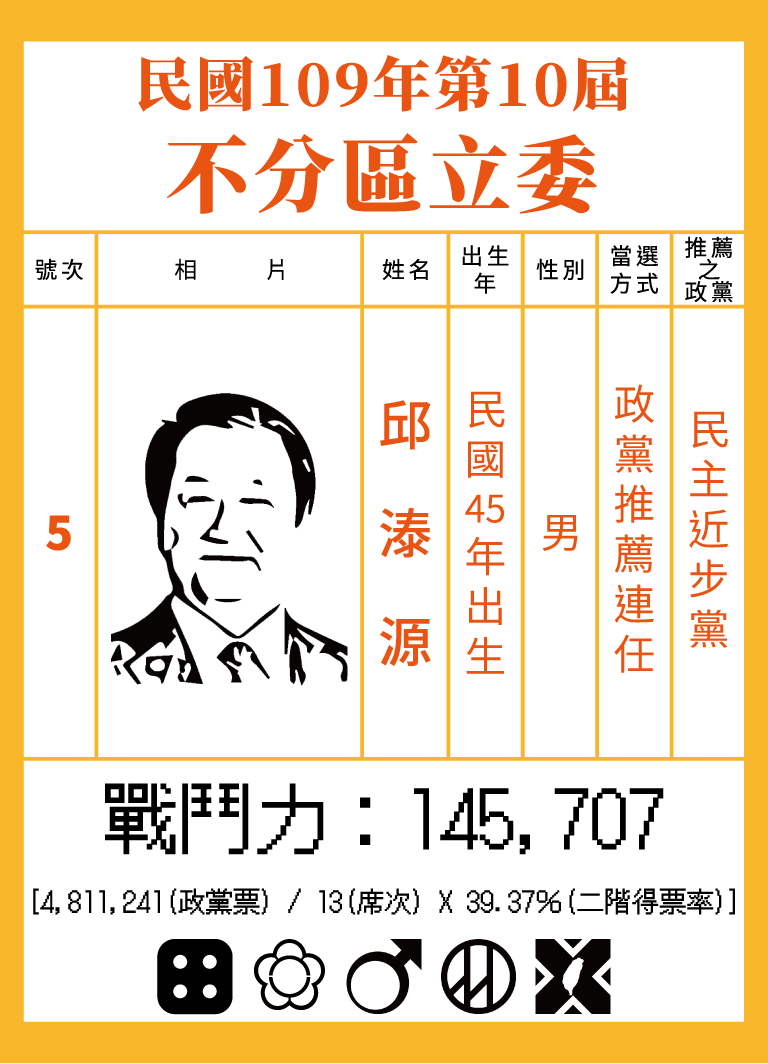 民國109年第10屆
不分區立委
號次
相 片
姓名
出生年
性別
當選方式
推薦之政黨
5
邱溙源
民國45年出生
男
政黨推薦連任
民主近步黨
戰鬥力：145,707
[4,811,241(政黨票) / 13(席次) X 39.37%(二階得票率)]